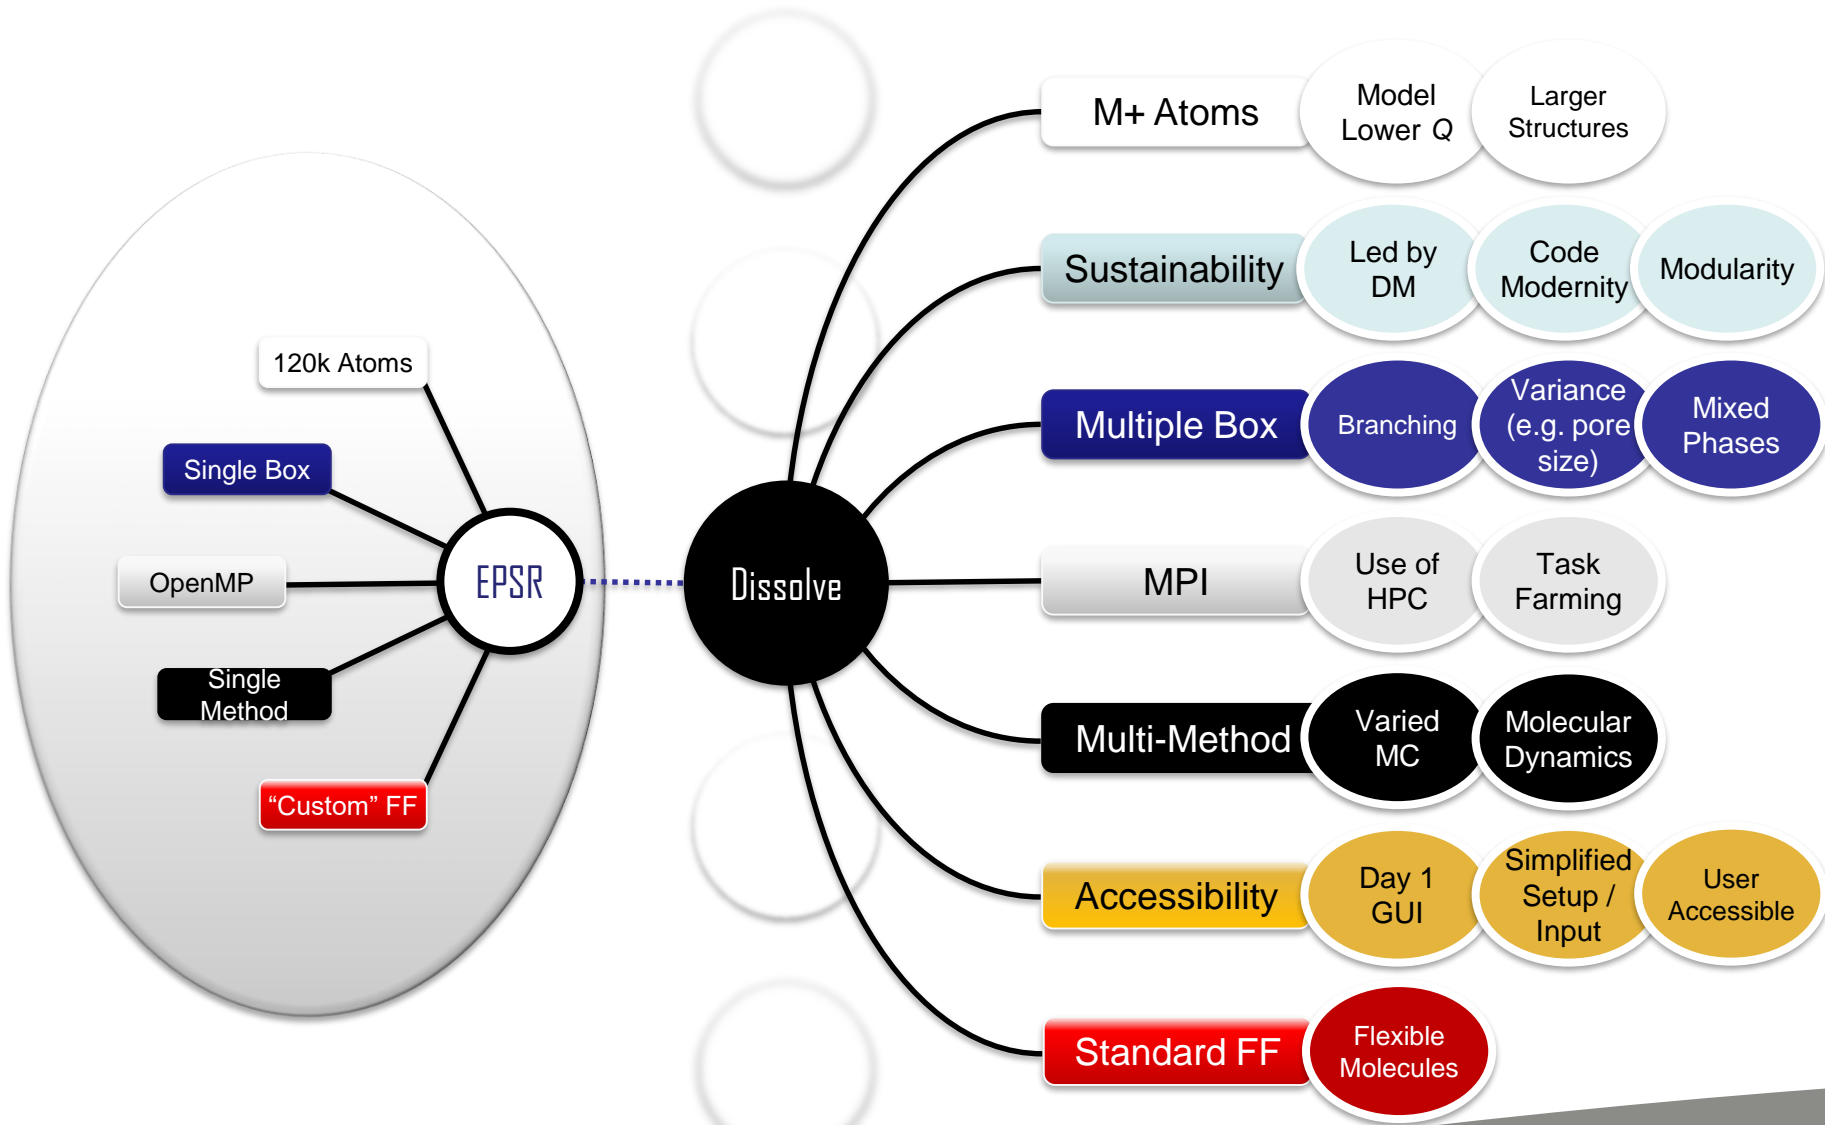 120k Atoms
Single Box
OpenMP
Single
Method
“Custom” FF
EPSR
Dissolve
M+ Atoms
Model
Lower Q
Larger
Structures
Sustainability
Led by
DM
Code
Modernity
Modularity
Multiple Box
Branching
Variance
(e.g. pore
size)
Mixed
Phases
MPI
Use of
HPC
Task
Farming
Multi-Method
Varied
MC
Molecular
Dynamics
Accessibility
Day 1
GUI
Simplified
Setup /
Input
User
Accessible
Standard FF
Flexible
Molecules